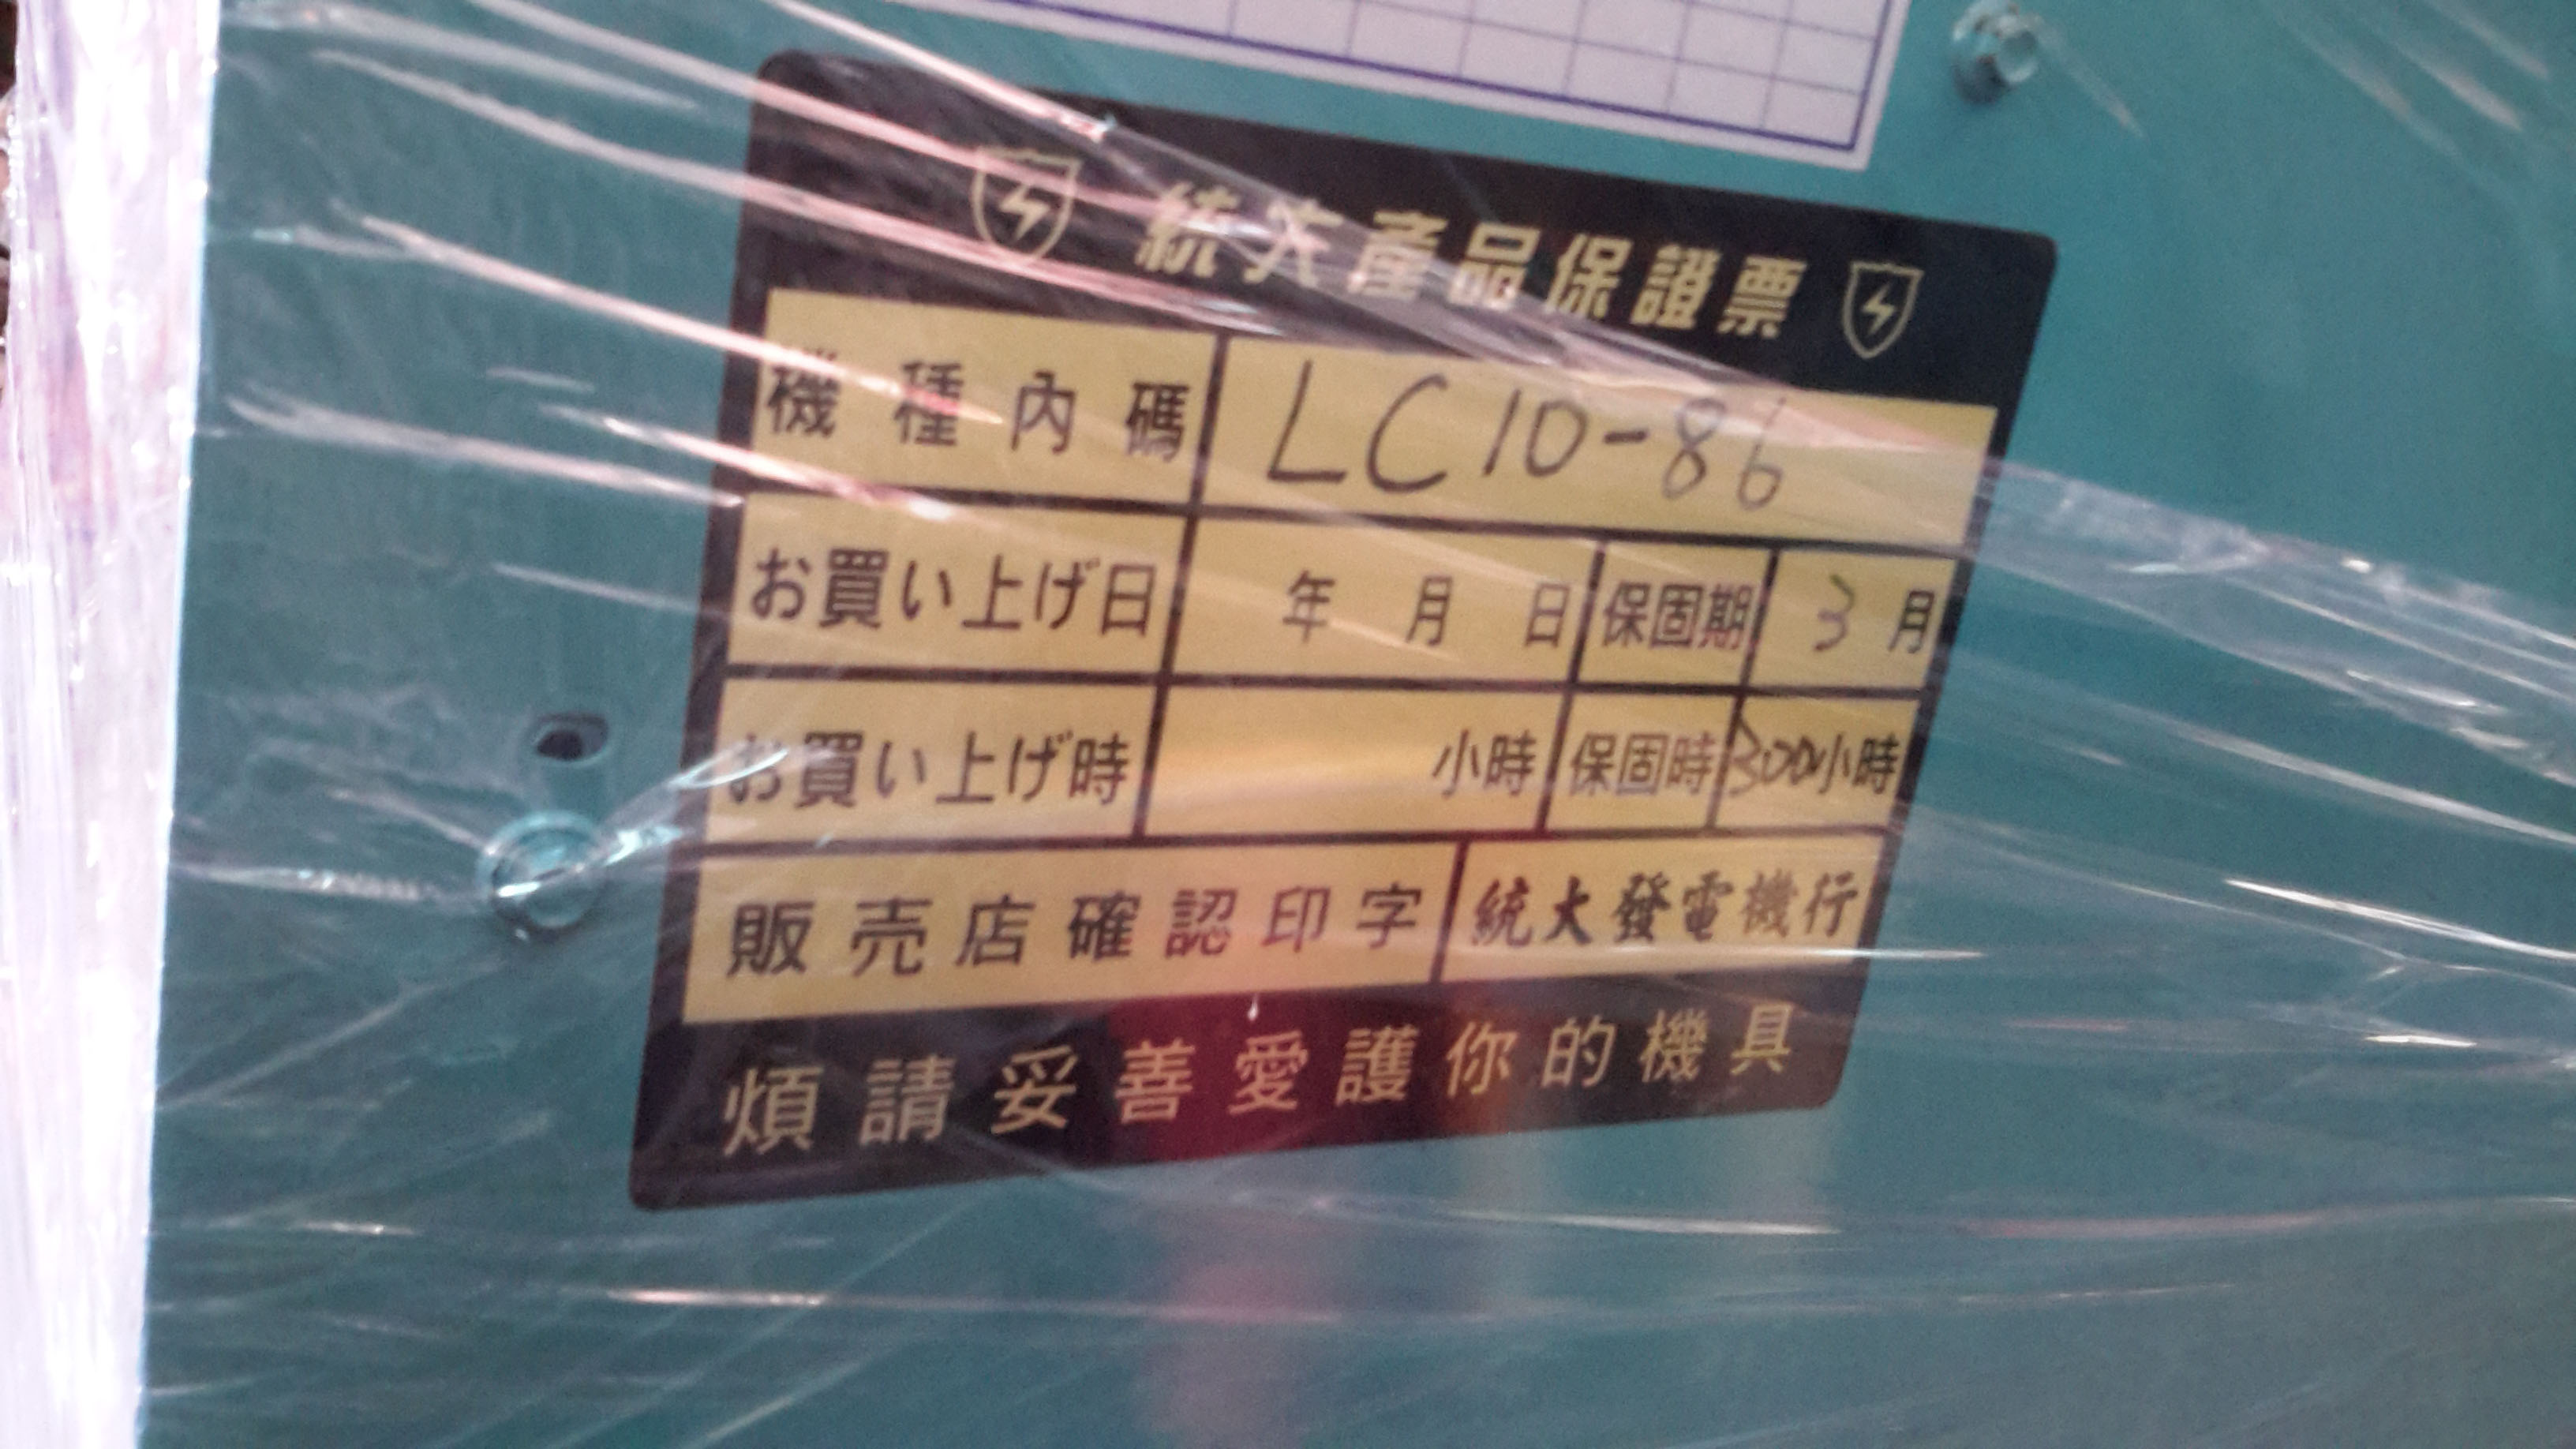 統大產品保證票
機種內碼 LC10-86
お買い上げ日 年 月 日 保固期 3月
お買い上げ時 小時 保固時 300小時
販売店確認印字 統大發電機行
煩請妥善愛護你的機具